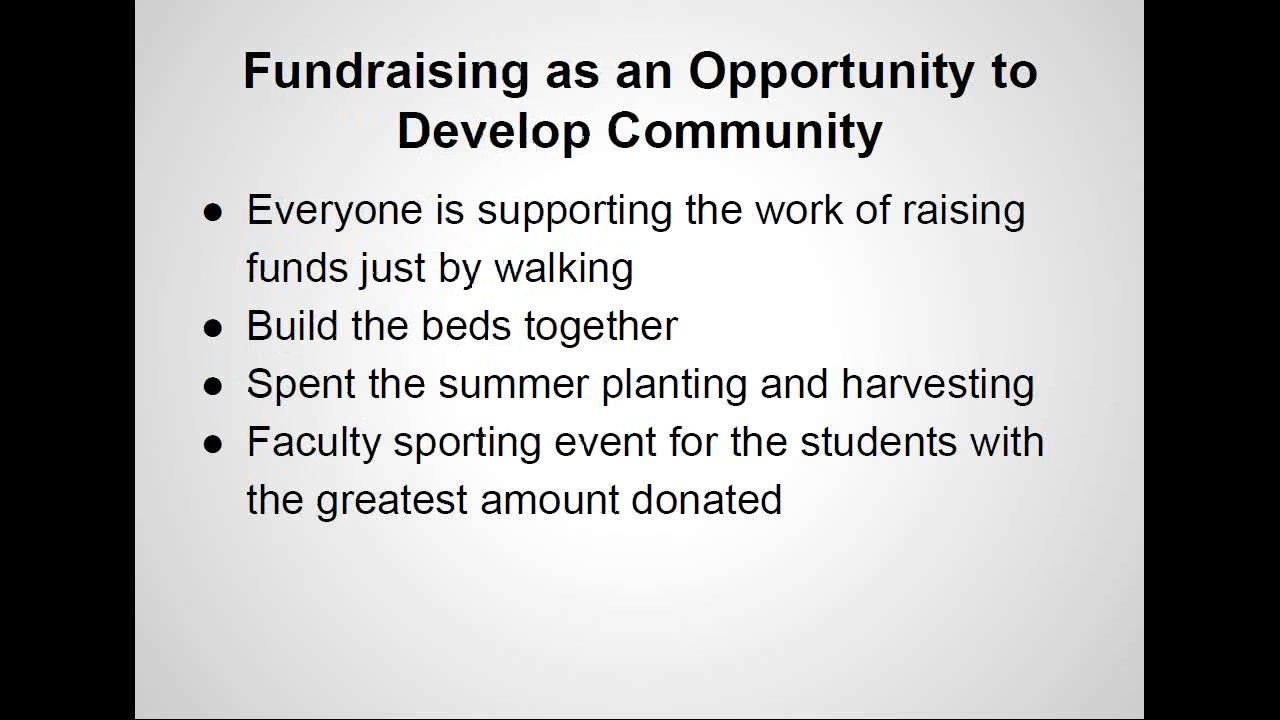 Fundraising as an Opportunity to
Develop Community
● Everyone is supporting the work of raising
funds just by walking
● Build the beds together
● Spent the summer planting and harvesting
● Faculty sporting event for the students with
the greatest amount donated